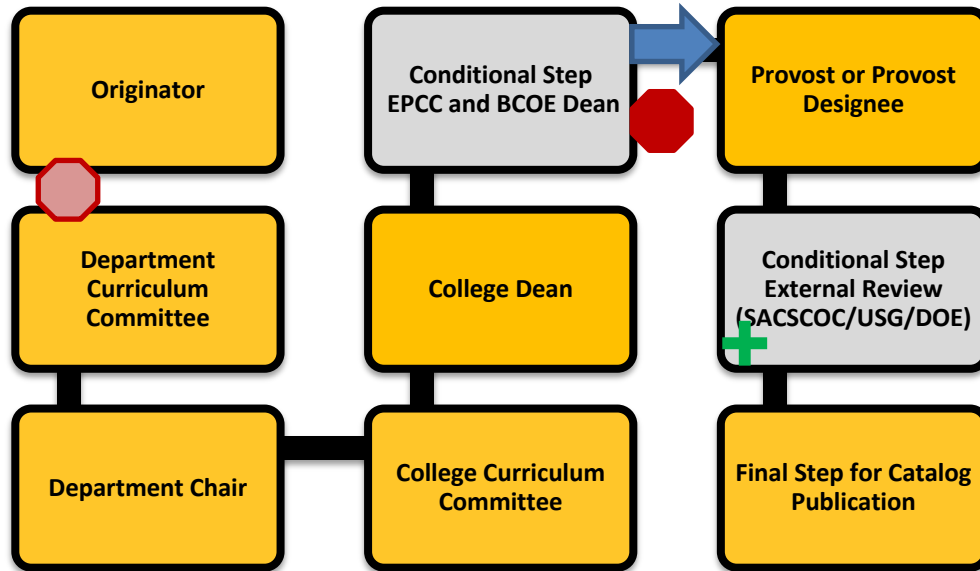 Originator
Department
Curriculum
Committee
Department Chair
Conditional Step
EPCC and BCOE Dean
College Dean
College Curriculum
Committee
Provost or Provost
Designee
Conditional Step
External Review
(SACSCOC/USG/DOE)
Final Step for Catalog
Publication